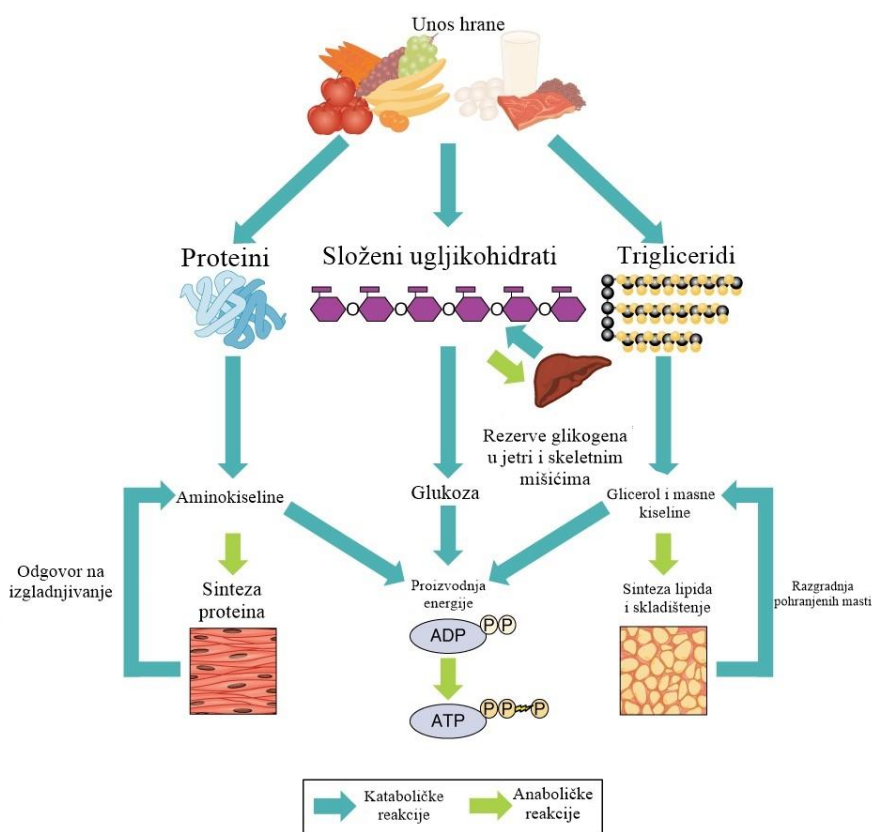 Unos hrane
Proteini
Složeni ugljikohidrati
Trigliceridi
Rezerve glikogena
u jetri i skeletnim
mišićima
Aminokiseline
Glukoza
Glicerol i masne
kiseline
Odgovor na
izgladnjivanje
Sinteza
proteina
Proizvodnja
energije
Sinteza lipida
i skladištenje
Razgradnja
pohranjenih masti
ADP
P P
ATP
P P P
Kataboličke
reakcije
Anaboličke
reakcije